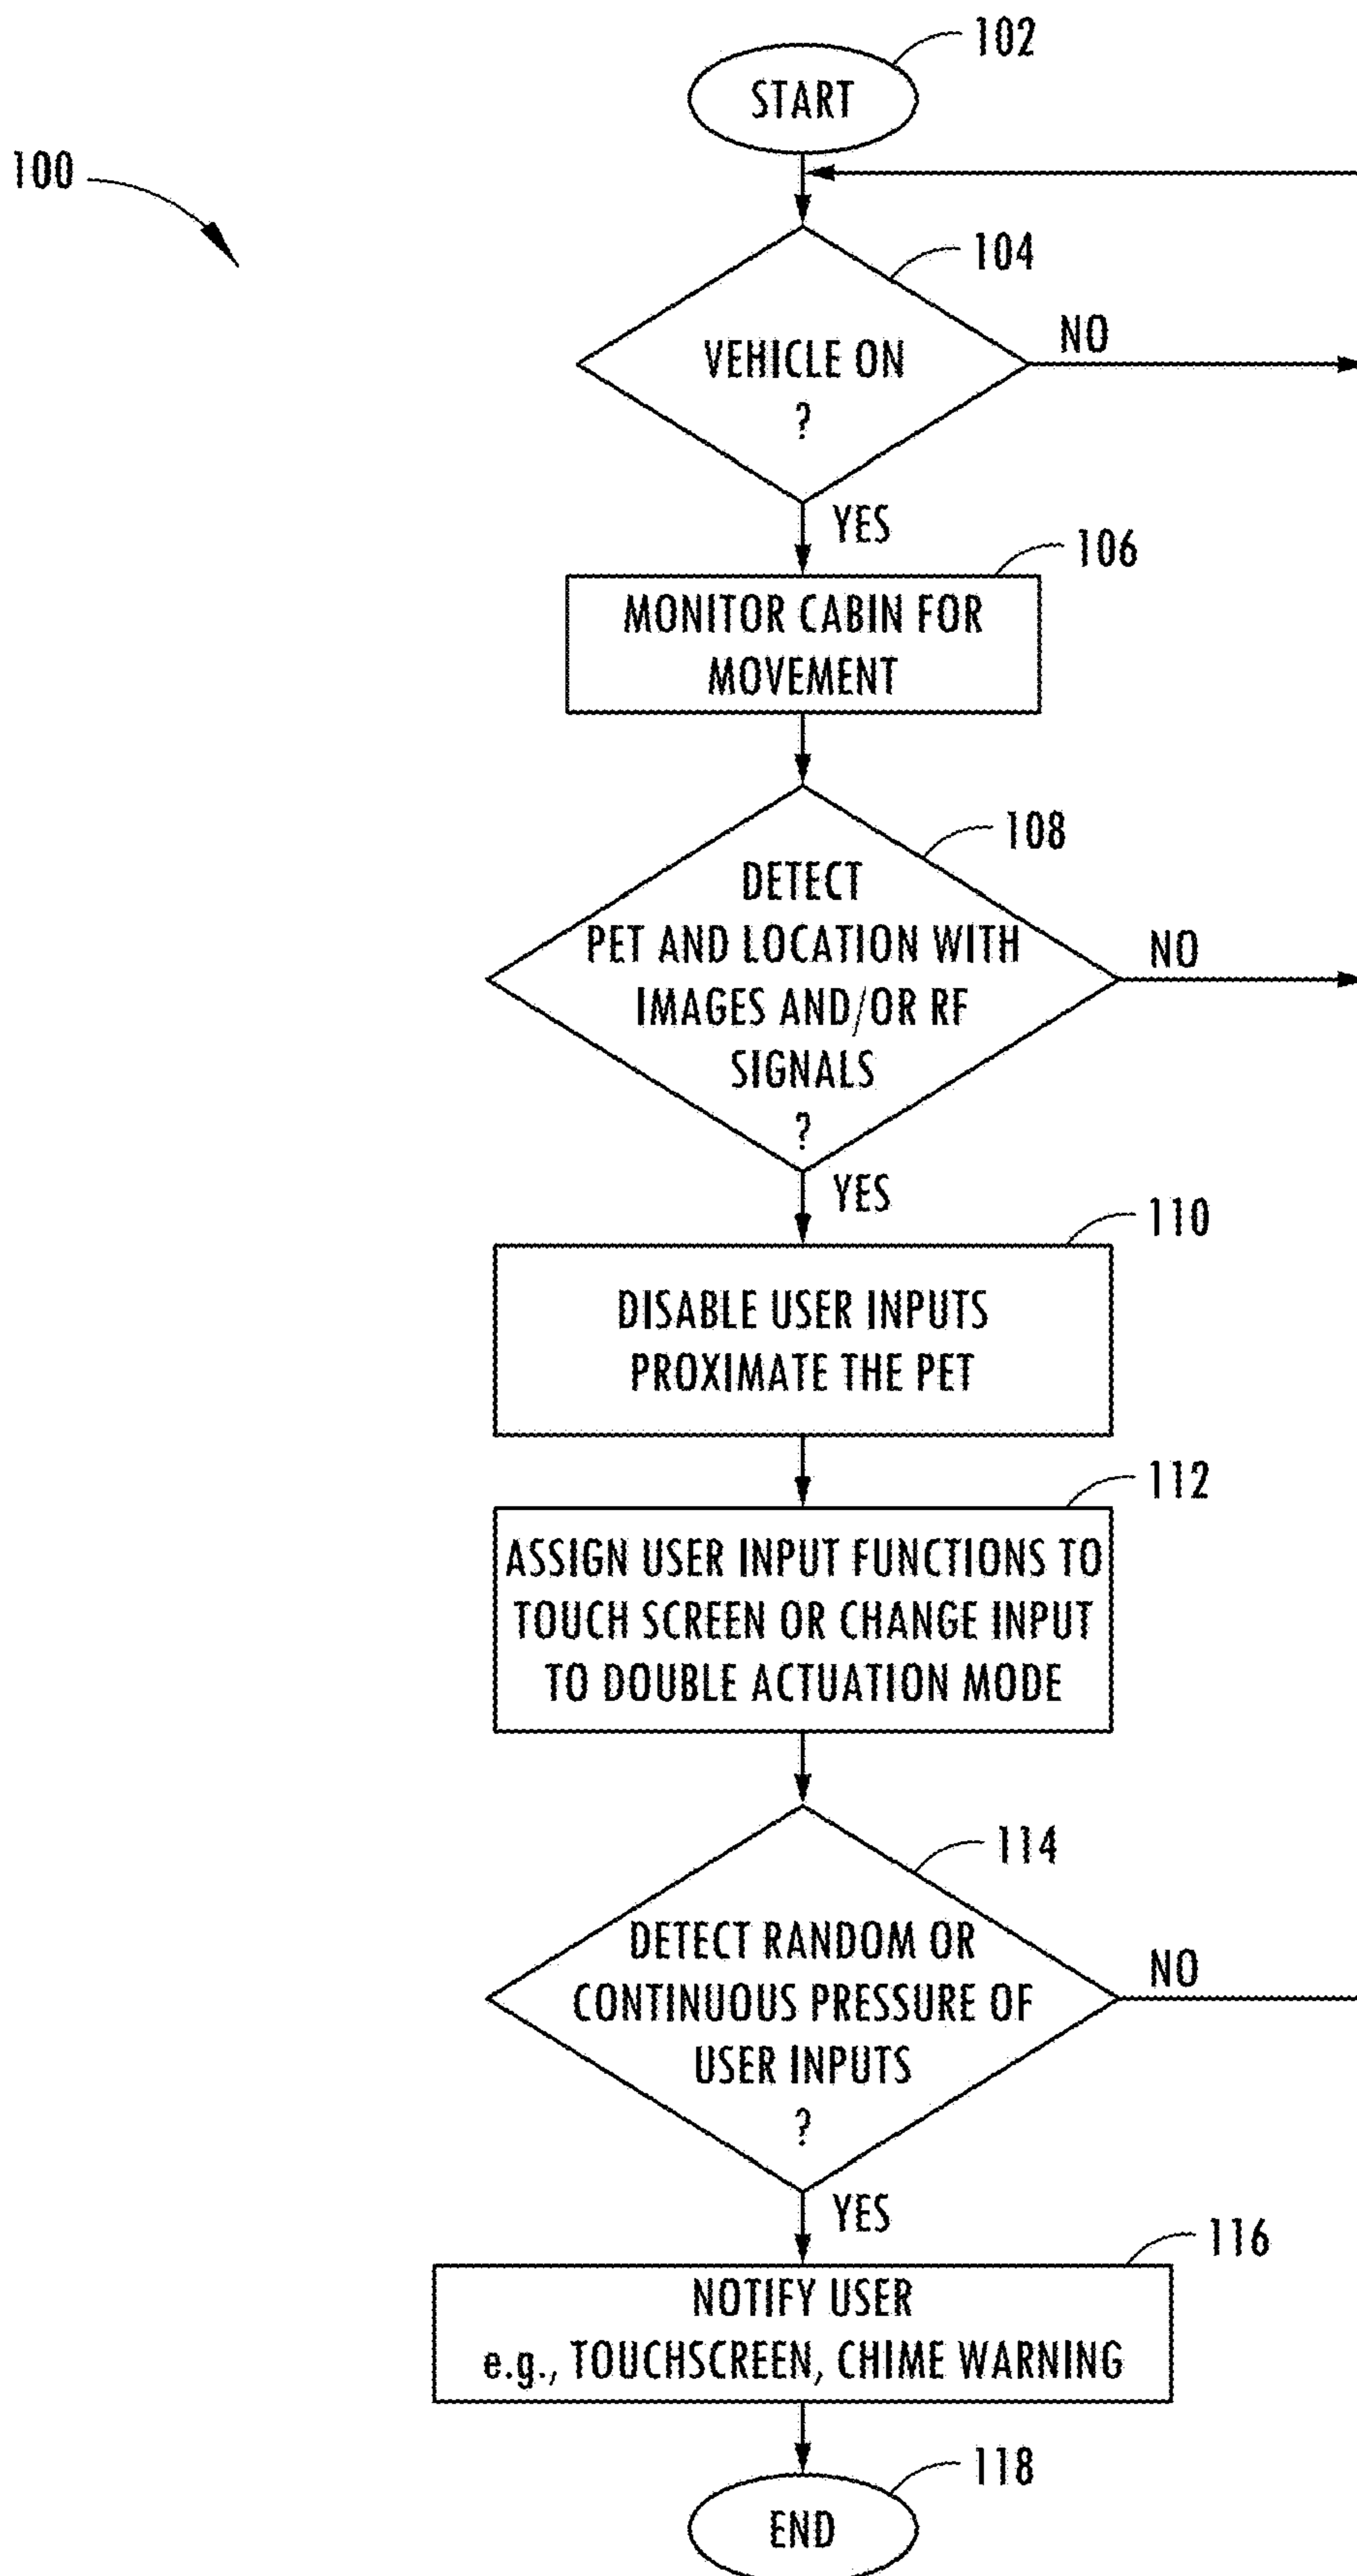 102
START
100
104
NO
VEHICLE ON
?
YES
106
MONITOR CABIN FOR
MOVEMENT
108
DETECT
PET AND LOCATION WITH
NO
IMAGES AND/OR RF
SIGNALS
?
YES
110
DISABLE USER INPUTS
PROXIMATE THE PET
112
ASSIGN USER INPUT FUNCTIONS TO
TOUCH SCREEN OR CHANGE INPUT
TO DOUBLE ACTUATION MODE
114
DETECT RANDOM OR
NO
CONTINUOUS PRESSURE OF
USER INPUTS
?
YES
116
NOTIFY USER
e.g., TOUCHSCREEN, CHIME WARNING
118
END